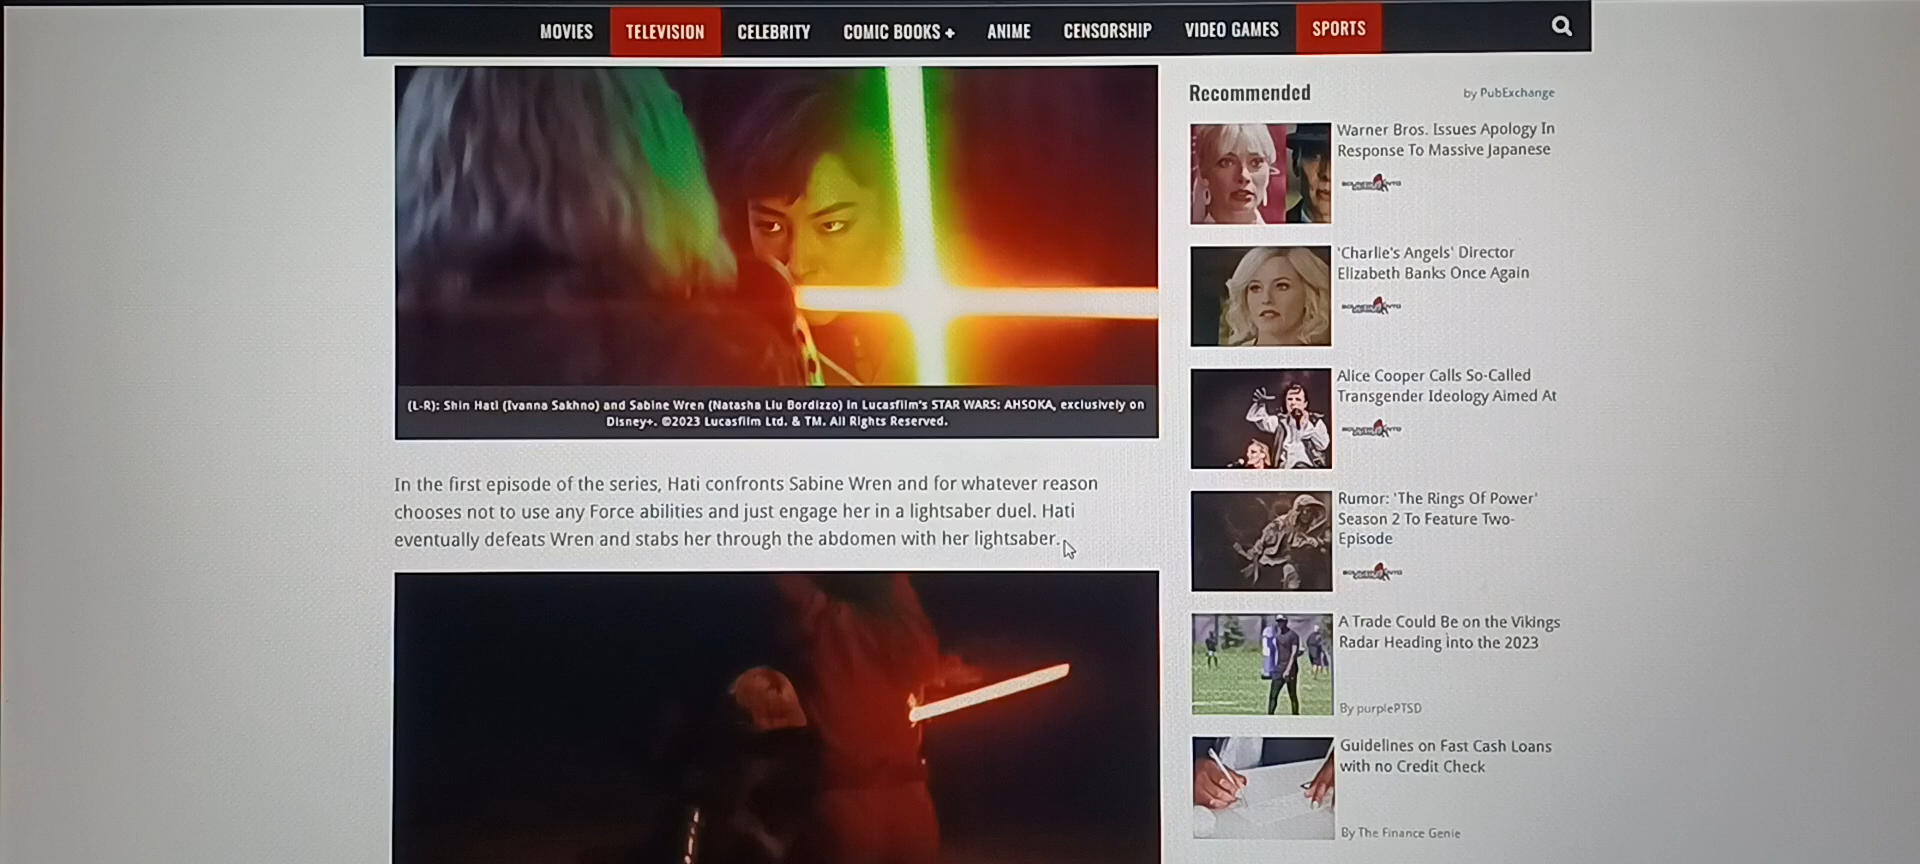 MOVIES TELEVISION CELEBRITY COMIC BOOKS + ANIME CENSORSHIP VIDEO GAMES SPORTS
(L-R): Shin Hati (Ivanna Sakhno) and Sabine Wren (Natasha Liu Bordizzo) in Lucasfilm's STAR WARS: AHSOKA, exclusively on
Disney+. ©2023 Lucasfilm Ltd. & TM. All Rights Reserved.
In the first episode of the series, Hati confronts Sabine Wren and for whatever reason
chooses not to use any Force abilities and just engage her in a lightsaber duel. Hati
eventually defeats Wren and stabs her through the abdomen with her lightsaber.
Recommended
by PubExchange
Warner Bros. Issues Apology In
Response To Massive Japanese
'Charlie's Angels' Director
Elizabeth Banks Once Again
Alice Cooper Calls So-Called
Transgender Ideology Aimed At
Rumor: 'The Rings Of Power'
Season 2 To Feature Two-
Episode
A Trade Could Be on the Vikings
Radar Heading into the 2023
By purplePTSD
Guidelines on Fast Cash Loans
with no Credit Check
By The Finance Genie